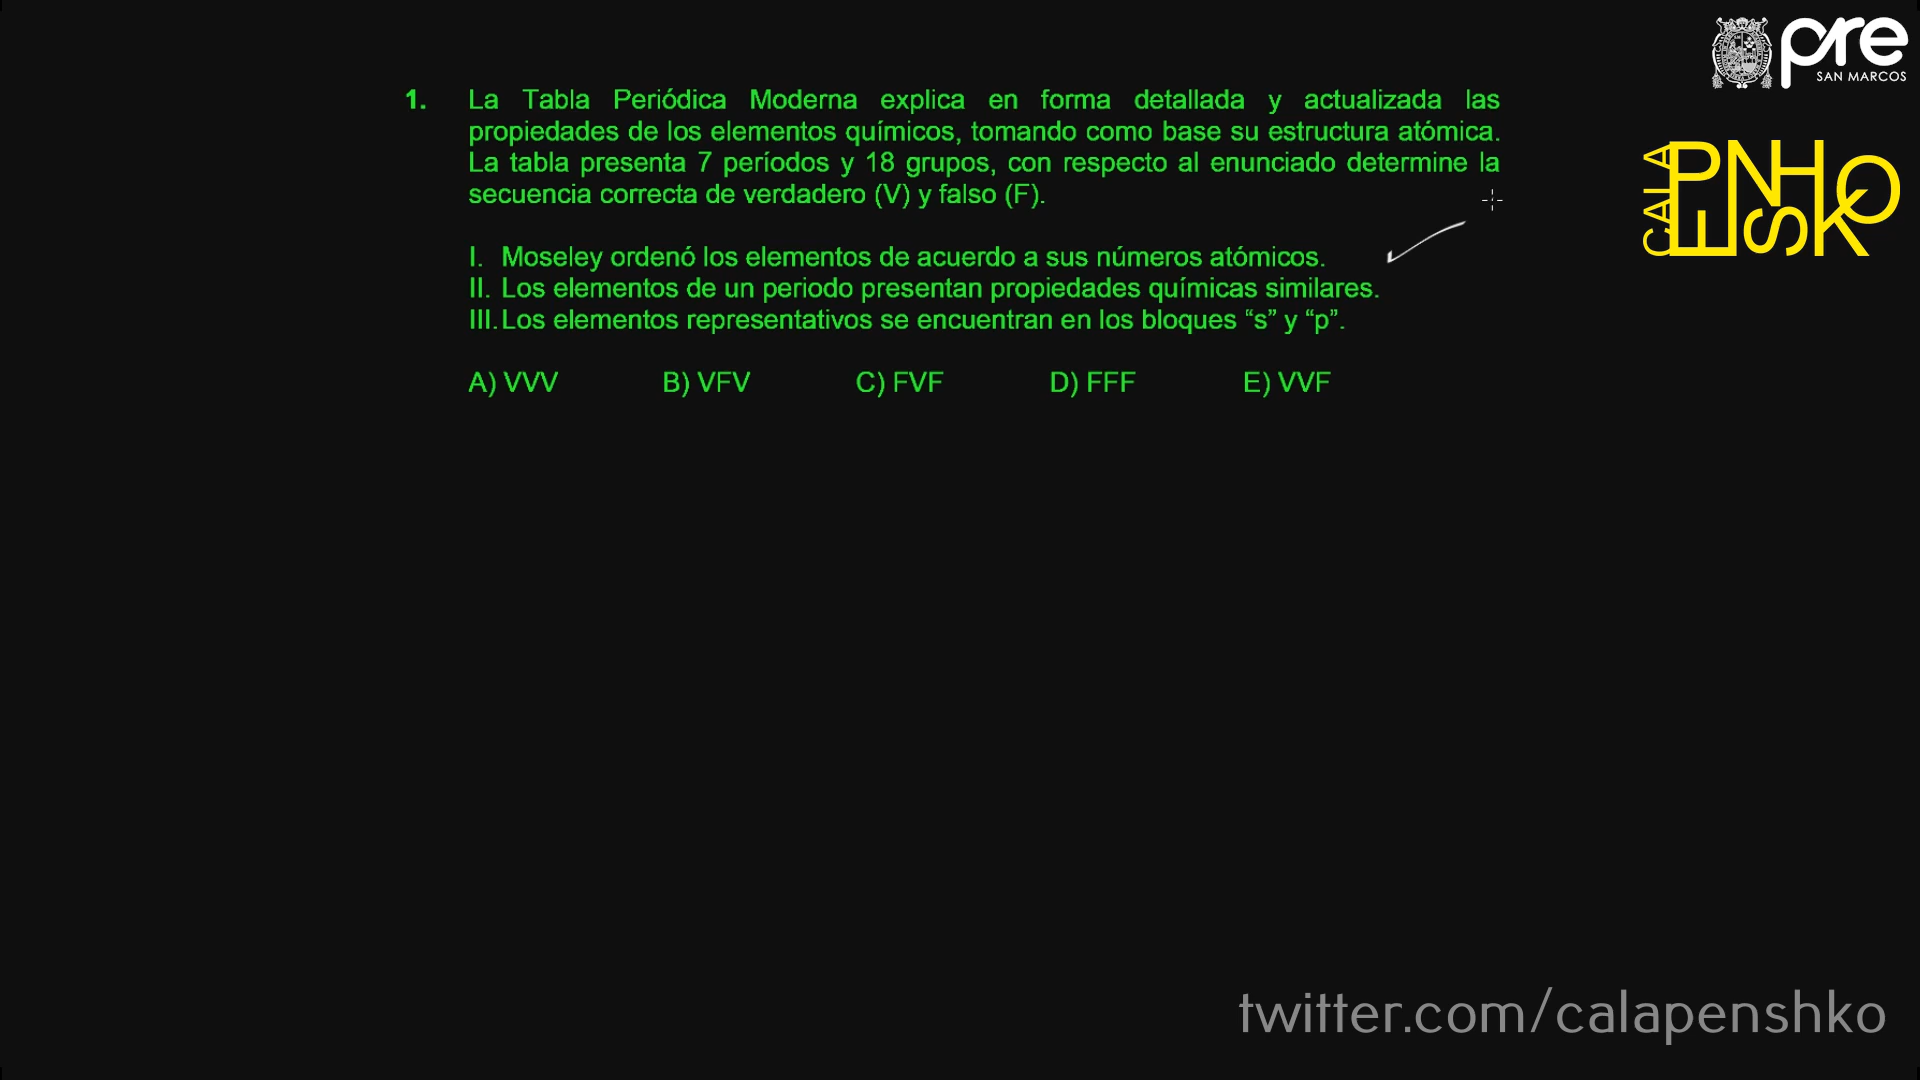 pre
SAN MARCOS
CALA
PENSHKO
1. La Tabla Periódica Moderna explica en forma detallada y actualizada las
propiedades de los elementos químicos, tomando como base su estructura atómica.
La tabla presenta 7 períodos y 18 grupos, con respecto al enunciado determine la
secuencia correcta de verdadero (V) y falso (F).
I. Moseley ordenó los elementos de acuerdo a sus números atómicos.
II. Los elementos de un periodo presentan propiedades químicas similares.
III. Los elementos representativos se encuentran en los bloques “s” y “p”.
A) VVV B) VFV C) FVF D) FFF E) VVF
twitter.com/calapenshko